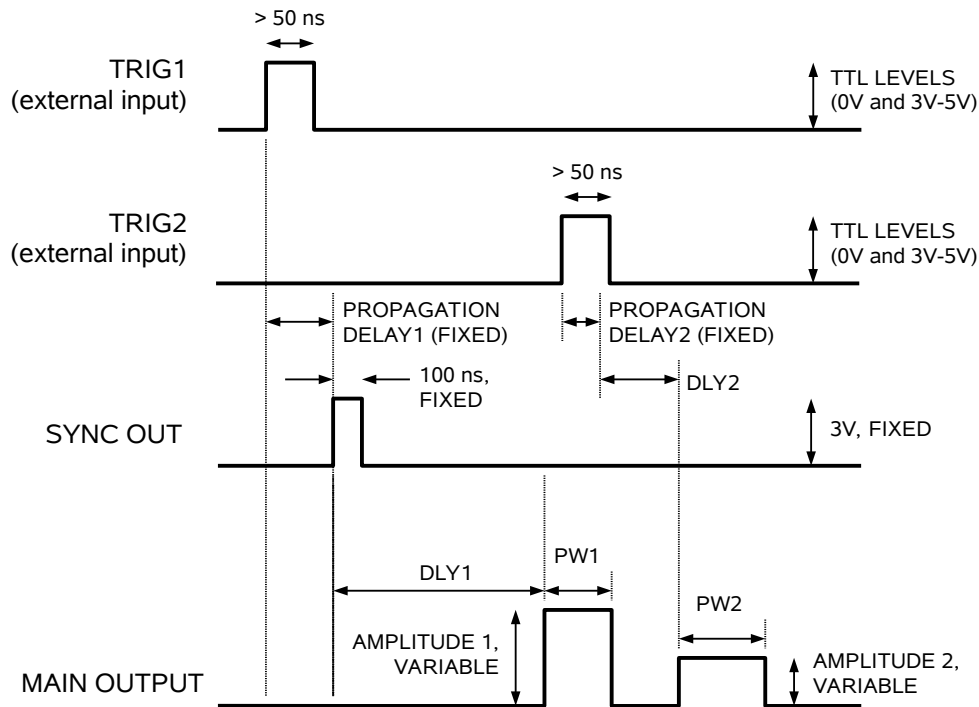 > 50 ns
TRIG1
(external input)
TTL LEVELS
(0V and 3V-5V)
> 50 ns
TRIG2
(external input)
TTL LEVELS
(0V and 3V-5V)
PROPAGATION
DELAY1 (FIXED)
PROPAGATION
DELAY2 (FIXED)
100 ns,
FIXED
DLY2
SYNC OUT
3V, FIXED
DLY1
PW1
PW2
AMPLITUDE 1,
VARIABLE
AMPLITUDE 2,
VARIABLE
MAIN OUTPUT